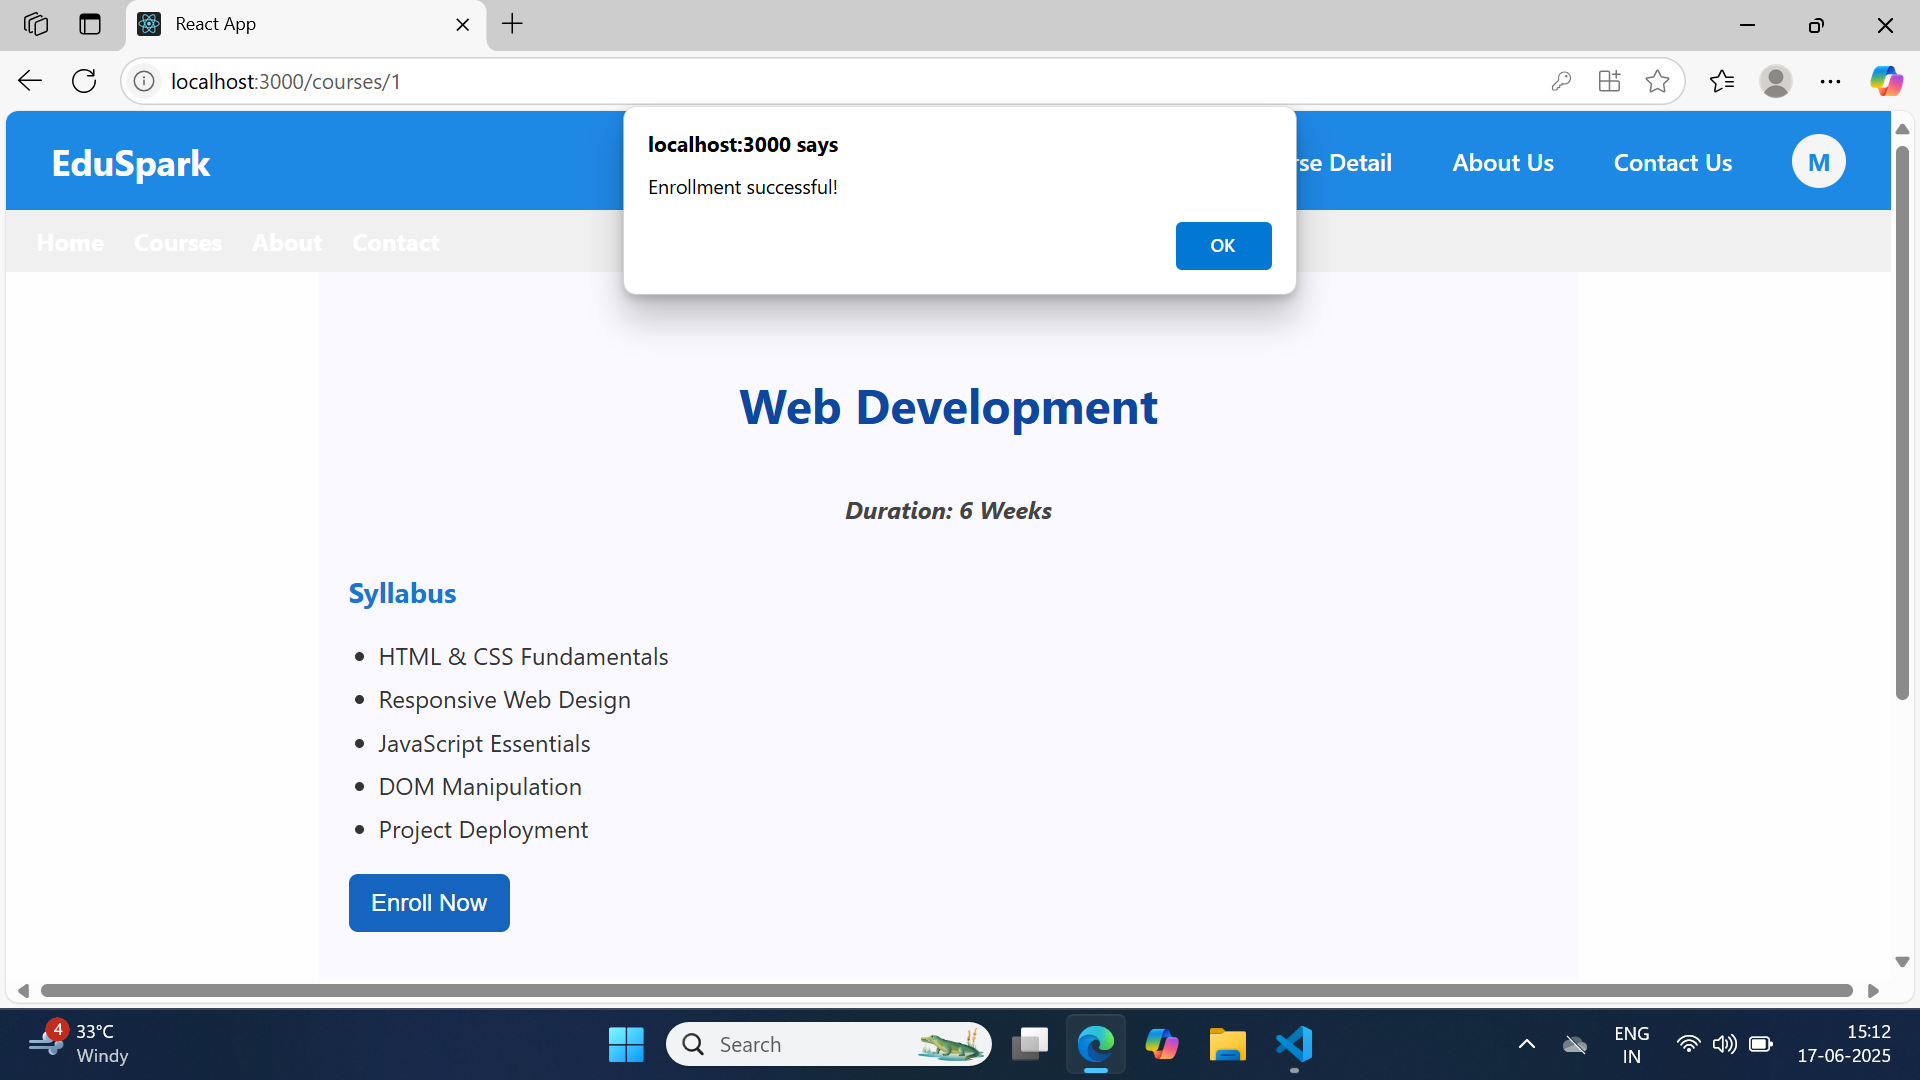 React App
localhost:3000/courses/1
localhost:3000 says
Enrollment successful!
OK
EduSpark
rse Detail
About Us
Contact Us
M
Home
Courses
About
Contact
Web Development
Duration: 6 Weeks
Syllabus
HTML & CSS Fundamentals
Responsive Web Design
JavaScript Essentials
DOM Manipulation
Project Deployment
Enroll Now
4
33°C
Windy
Search
ENG
IN
15:12
17-06-2025